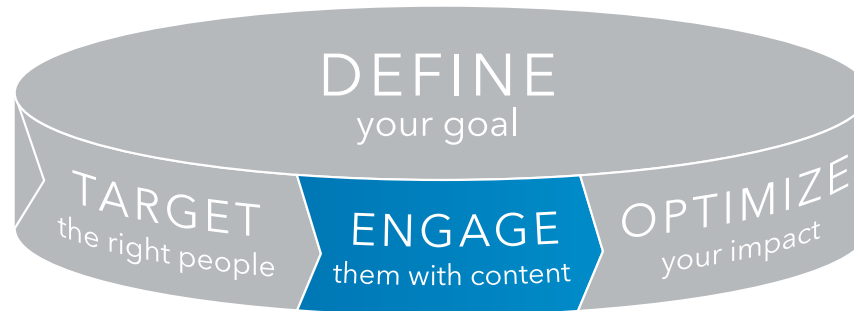 DEFINE
your goal
TARGET
the right people
ENGAGE
them with content
OPTIMIZE
your impact